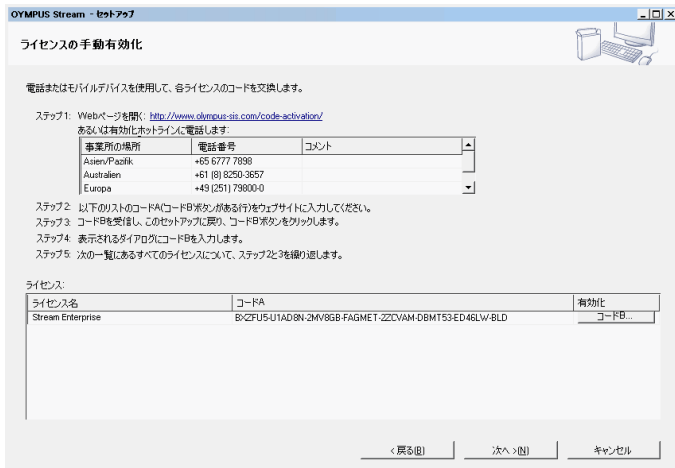 OYMPUS Stream - セットアップ
ライセンスの手動有効化
電話またはモバイルデバイスを使用して、各ライセンスのコードを交換します。
ステップ1: Webページを開く: http://www.olympus-sis.com/code-activation/
あるいは有効化ホットラインに電話します:
事業所の場所 電話番号 コメント
Asien/Pazifik +65 6777 7898
Australien +61 (8) 8250-3657
Europa +49 (251) 79800-0
ステップ2: 以下のリストのコードA('コードB'ボタンがある行)をウェブサイトに入力してください。
ステップ3: コードBを受信し、このセットアップに戻り、'コードB'ボタンをクリックします。
ステップ4: 表示されるダイアログにコードBを入力します。
ステップ5: 次の一覧にあるすべてのライセンスについて、ステップ2と3を繰り返します。
ライセンス:
ライセンス名 コードA 有効化
Stream Enterprise BXZFU5-U1AD8N-2MV8GB-FAGMET-2ZCVAM-DBMT53-ED46LW-BLD コードB...
< 戻る(B) 次へ >(N) キャンセル